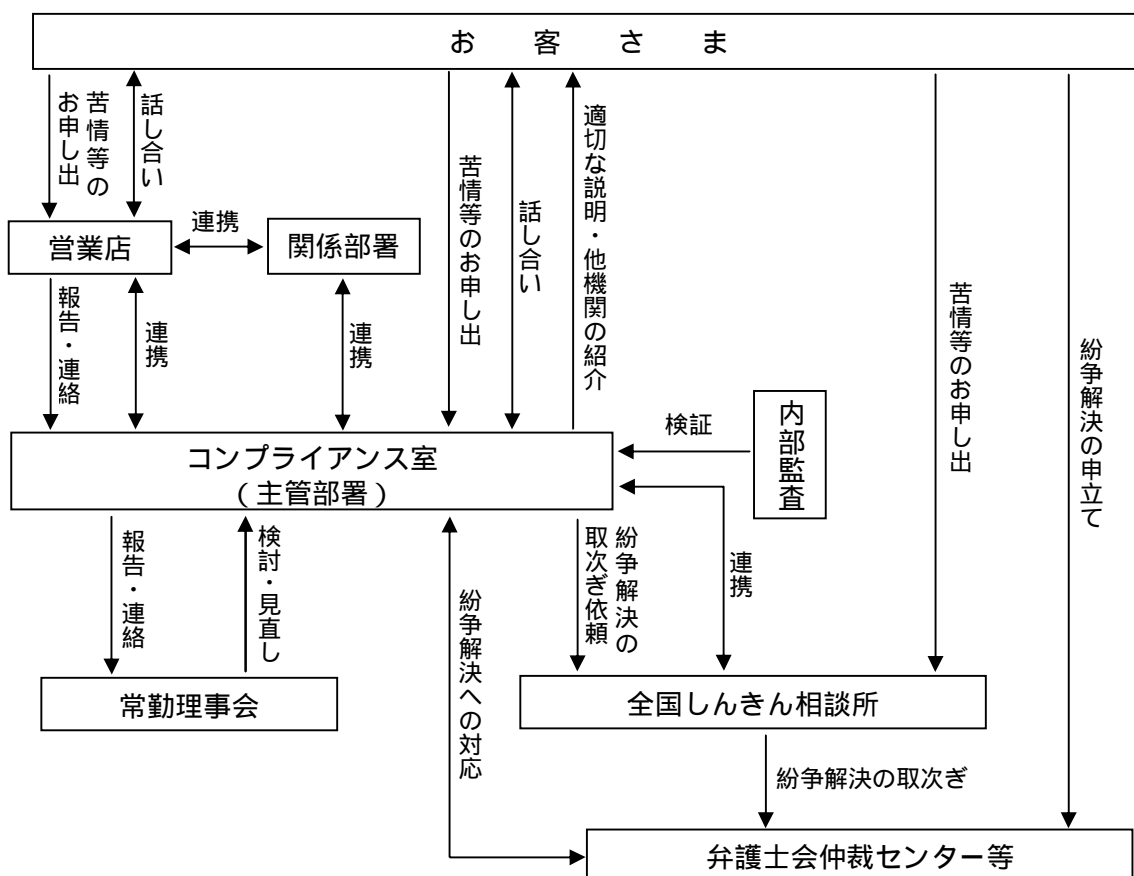 お客さま
苦情等の
お申し出
話し合い
苦情等のお申し出
話し合い
適切な説明・他機関の紹介
苦情等のお申し出
紛争解決の申立て
営業店
連携
関係部署
報告・連絡
連携
連携
コンプライアンス室
（主管部署）
検証
内部監査
報告・連絡
検討・見直し
紛争解決への対応
紛争解決の
取次ぎ依頼
連携
常勤理事会
全国しんきん相談所
紛争解決の取次ぎ
弁護士会仲裁センター等